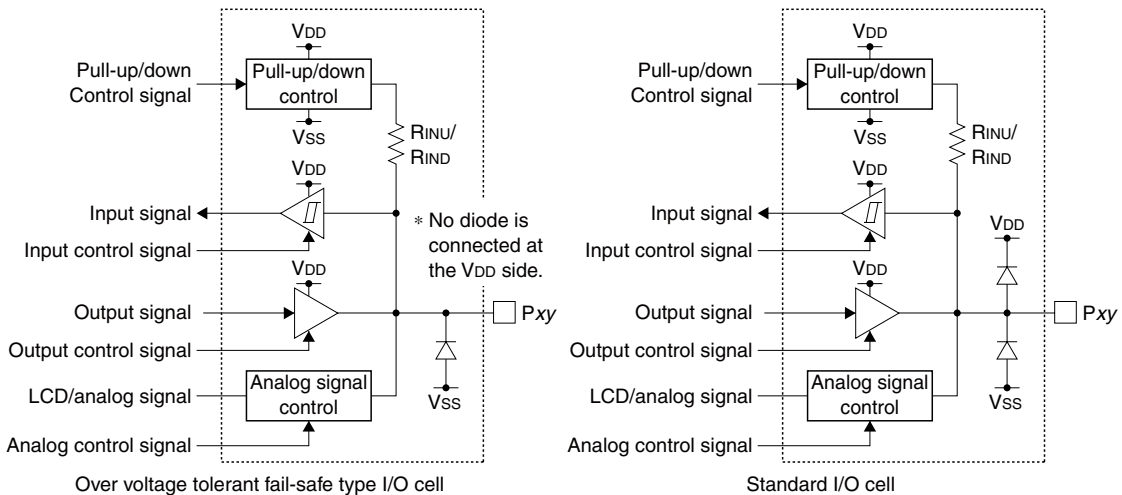 VDD
Pull-up/down
Control signal
Pull-up/down
control
VSS
RINU/
RIND
VDD
Input signal
Input control signal
* No diode is
connected at
the VDD side.
VDD
Output signal
Pxy
Output control signal
LCD/analog signal
Analog signal
control
VSS
Analog control signal
Over voltage tolerant fail-safe type I/O cell
VDD
Pull-up/down
Control signal
Pull-up/down
control
VSS
RINU/
RIND
VDD
Input signal
Input control signal
VDD
VDD
Output signal
Pxy
Output control signal
LCD/analog signal
Analog signal
control
VSS
Analog control signal
Standard I/O cell